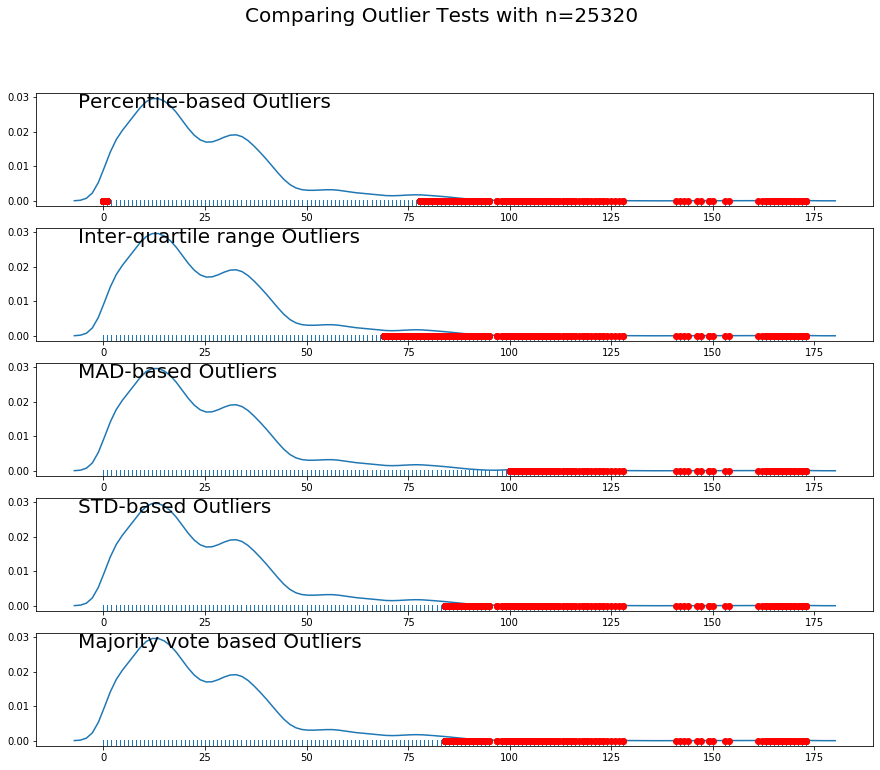 Comparing Outlier Tests with n=25320
Percentile-based Outliers
0.03
0.02
0.01
0.00
0 25 50 75 100 125 150 175
Inter-quartile range Outliers
0.03
0.02
0.01
0.00
0 25 50 75 100 125 150 175
MAD-based Outliers
0.03
0.02
0.01
0.00
0 25 50 75 100 125 150 175
STD-based Outliers
0.03
0.02
0.01
0.00
0 25 50 75 100 125 150 175
Majority vote based Outliers
0.03
0.02
0.01
0.00
0 25 50 75 100 125 150 175